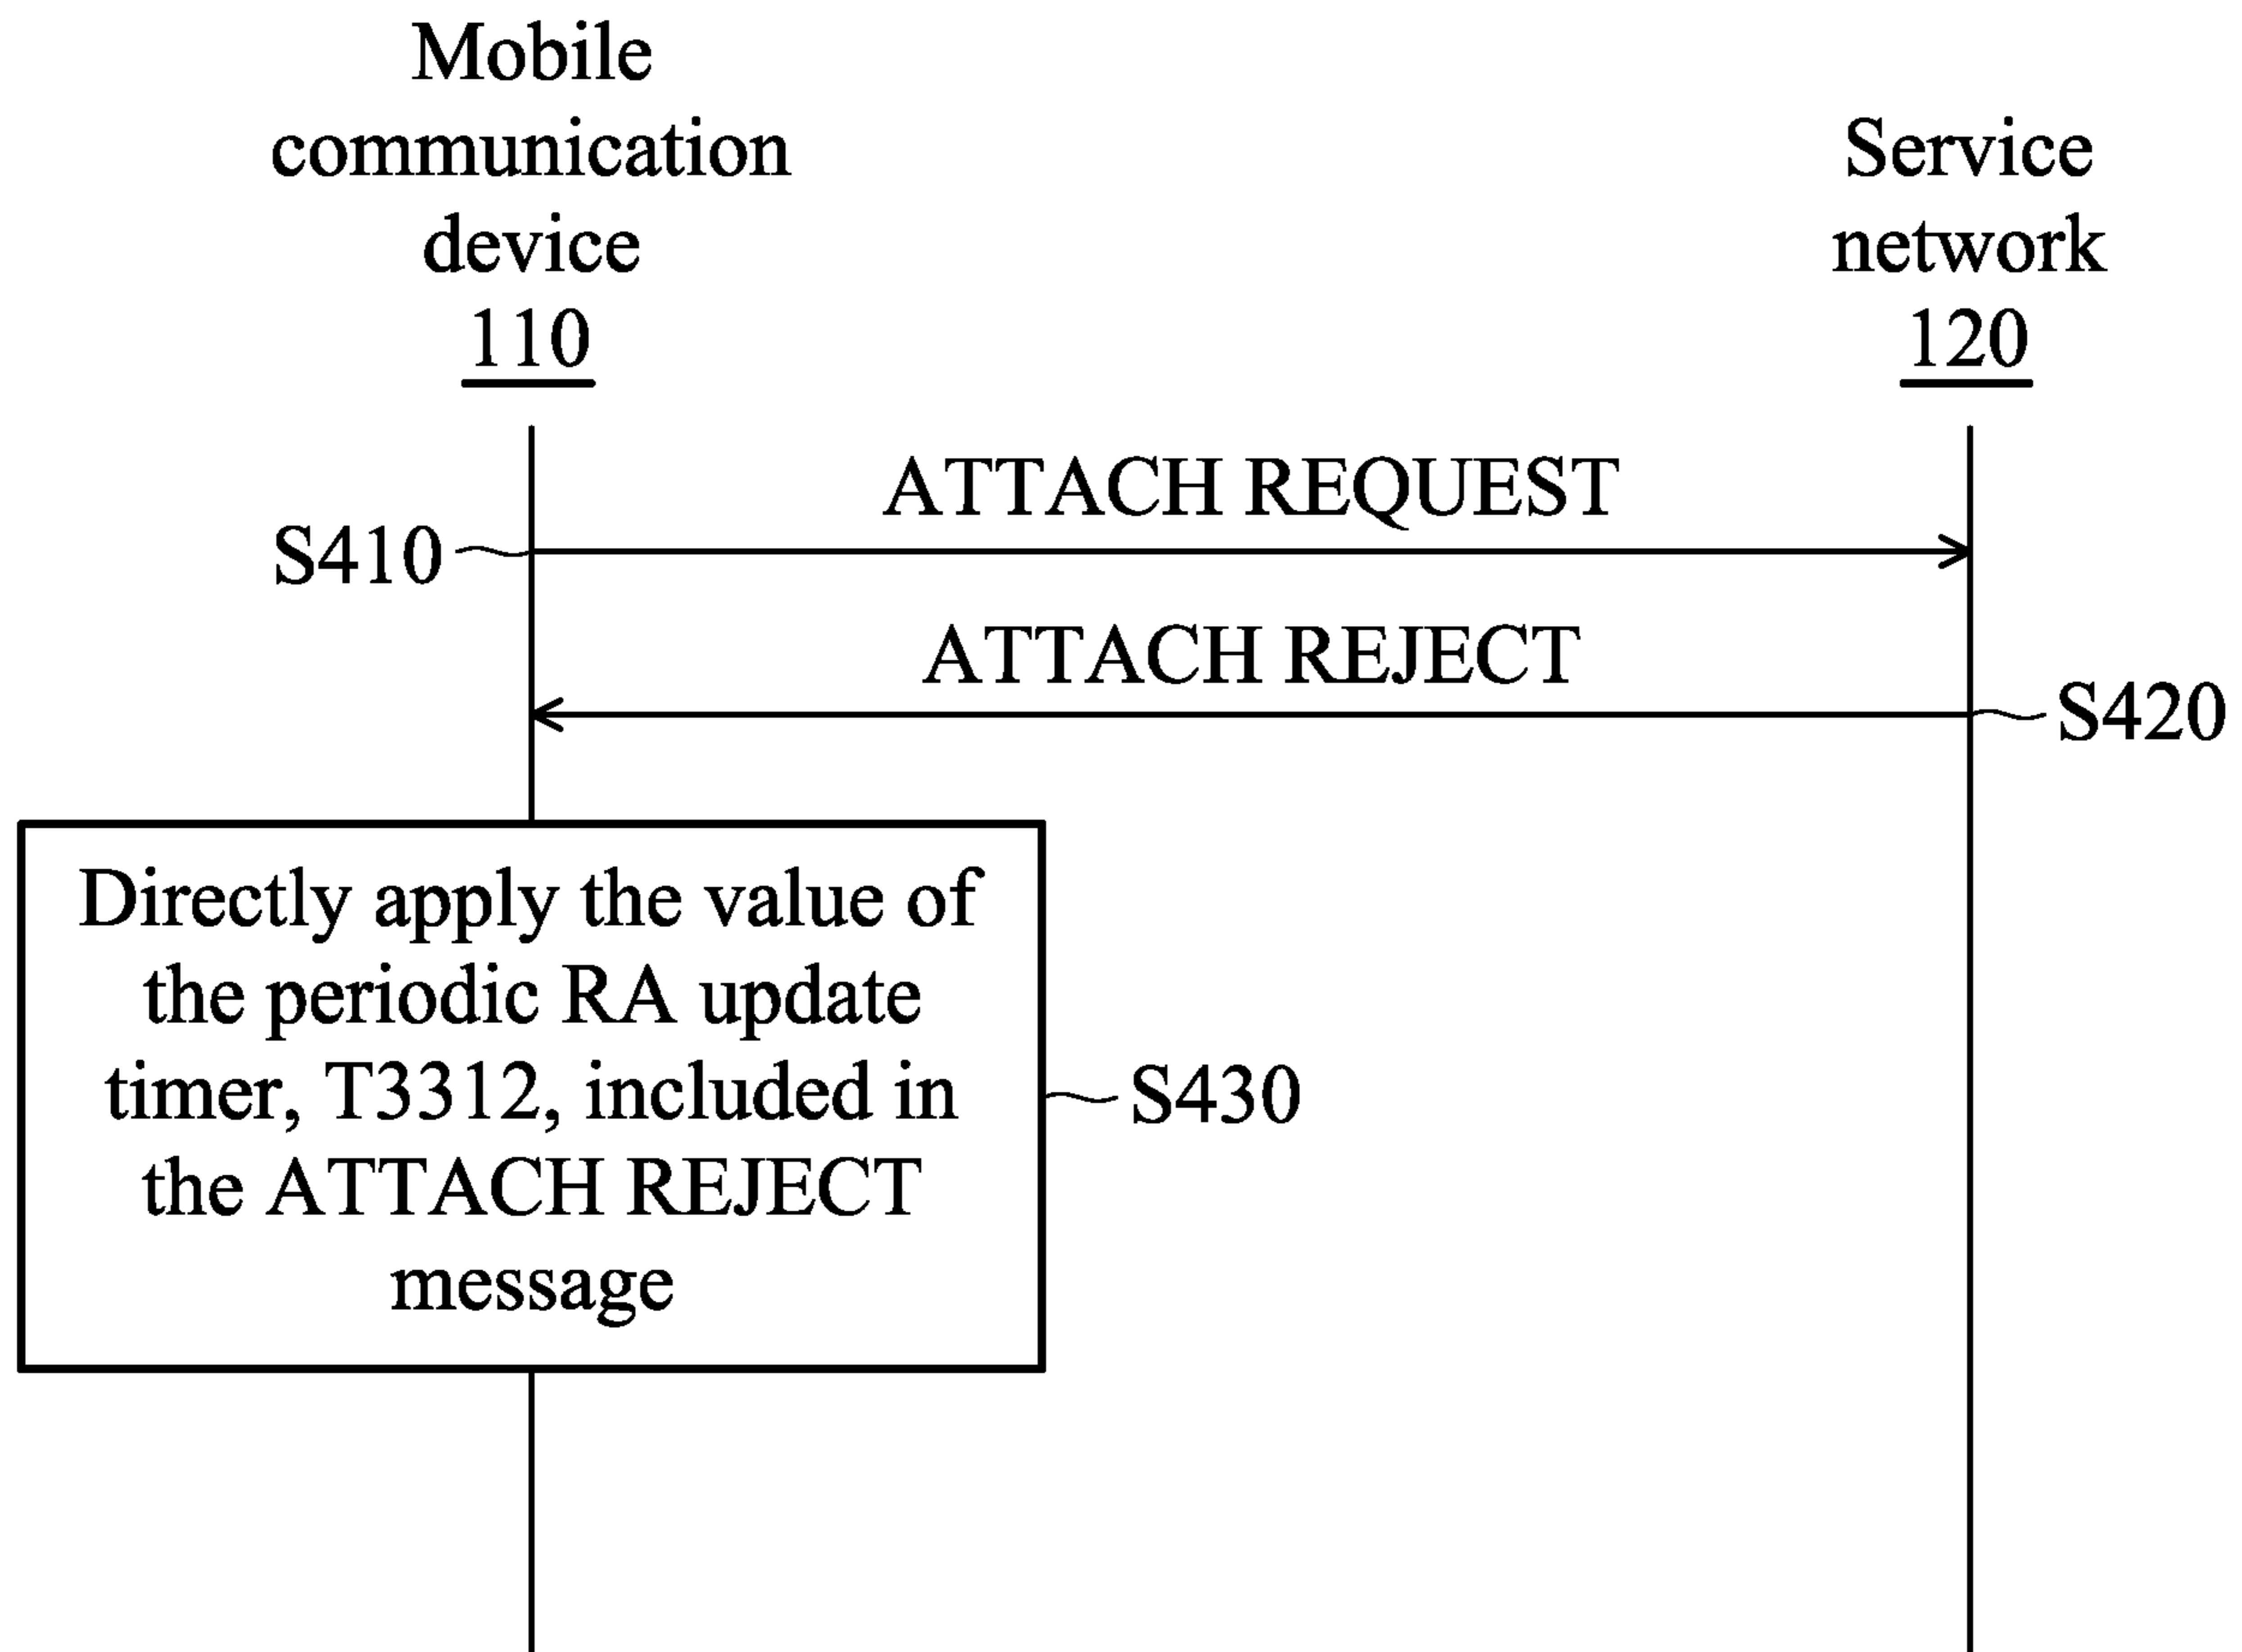 Mobile
communication
device
110
Service
network
120
ATTACH REQUEST
S410
ATTACH REJECT
S420
Directly apply the value of
the periodic RA update
timer, T3312, included in
the ATTACH REJECT
message
S430